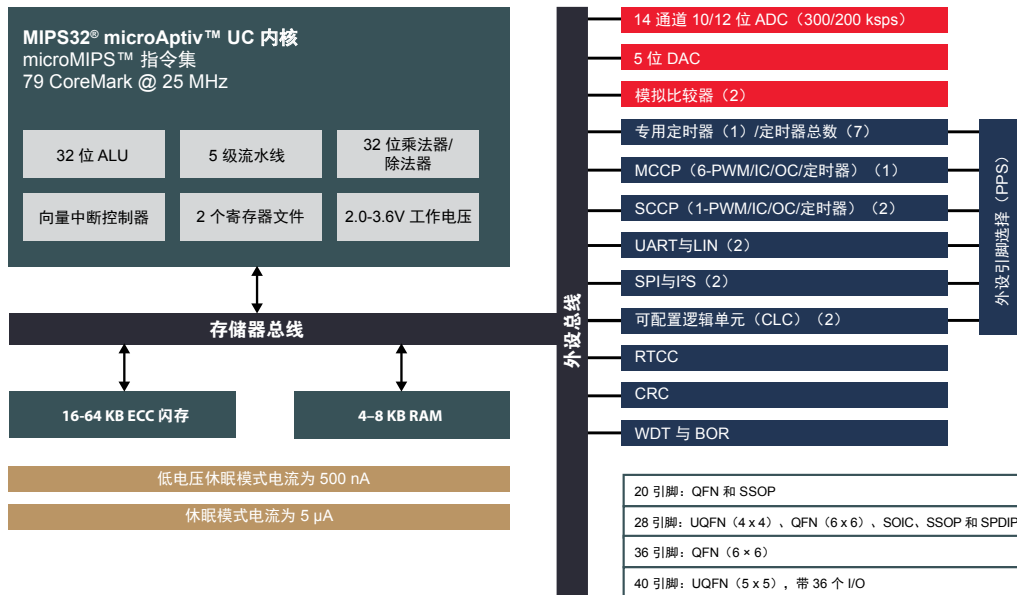 MIPS32® microAptiv™ UC 内核
microMIPS™ 指令集
79 CoreMark @ 25 MHz
32 位 ALU
5 级流水线
32 位乘法器/
除法器
向量中断控制器
2 个寄存器文件
2.0-3.6V 工作电压
存储器总线
16-64 KB ECC 闪存
4–8 KB RAM
低电压休眠模式电流为 500 nA
休眠模式电流为 5 μA
外设总线
14 通道 10/12 位 ADC（300/200 ksps）
5 位 DAC
模拟比较器（2）
专用定时器（1）/定时器总数（7）
MCCP（6-PWM/IC/OC/定时器）（1）
SCCP（1-PWM/IC/OC/定时器）（2）
UART与LIN（2）
SPI与I²S（2）
可配置逻辑单元（CLC）（2）
RTCC
CRC
WDT 与 BOR
外设引脚选择（PPS）
20 引脚：QFN 和 SSOP
28 引脚：UQFN（4 x 4）、QFN（6 x 6）、SOIC、SSOP 和 SPDIP
36 引脚：QFN（6 × 6）
40 引脚：UQFN（5 x 5），带 36 个 I/O